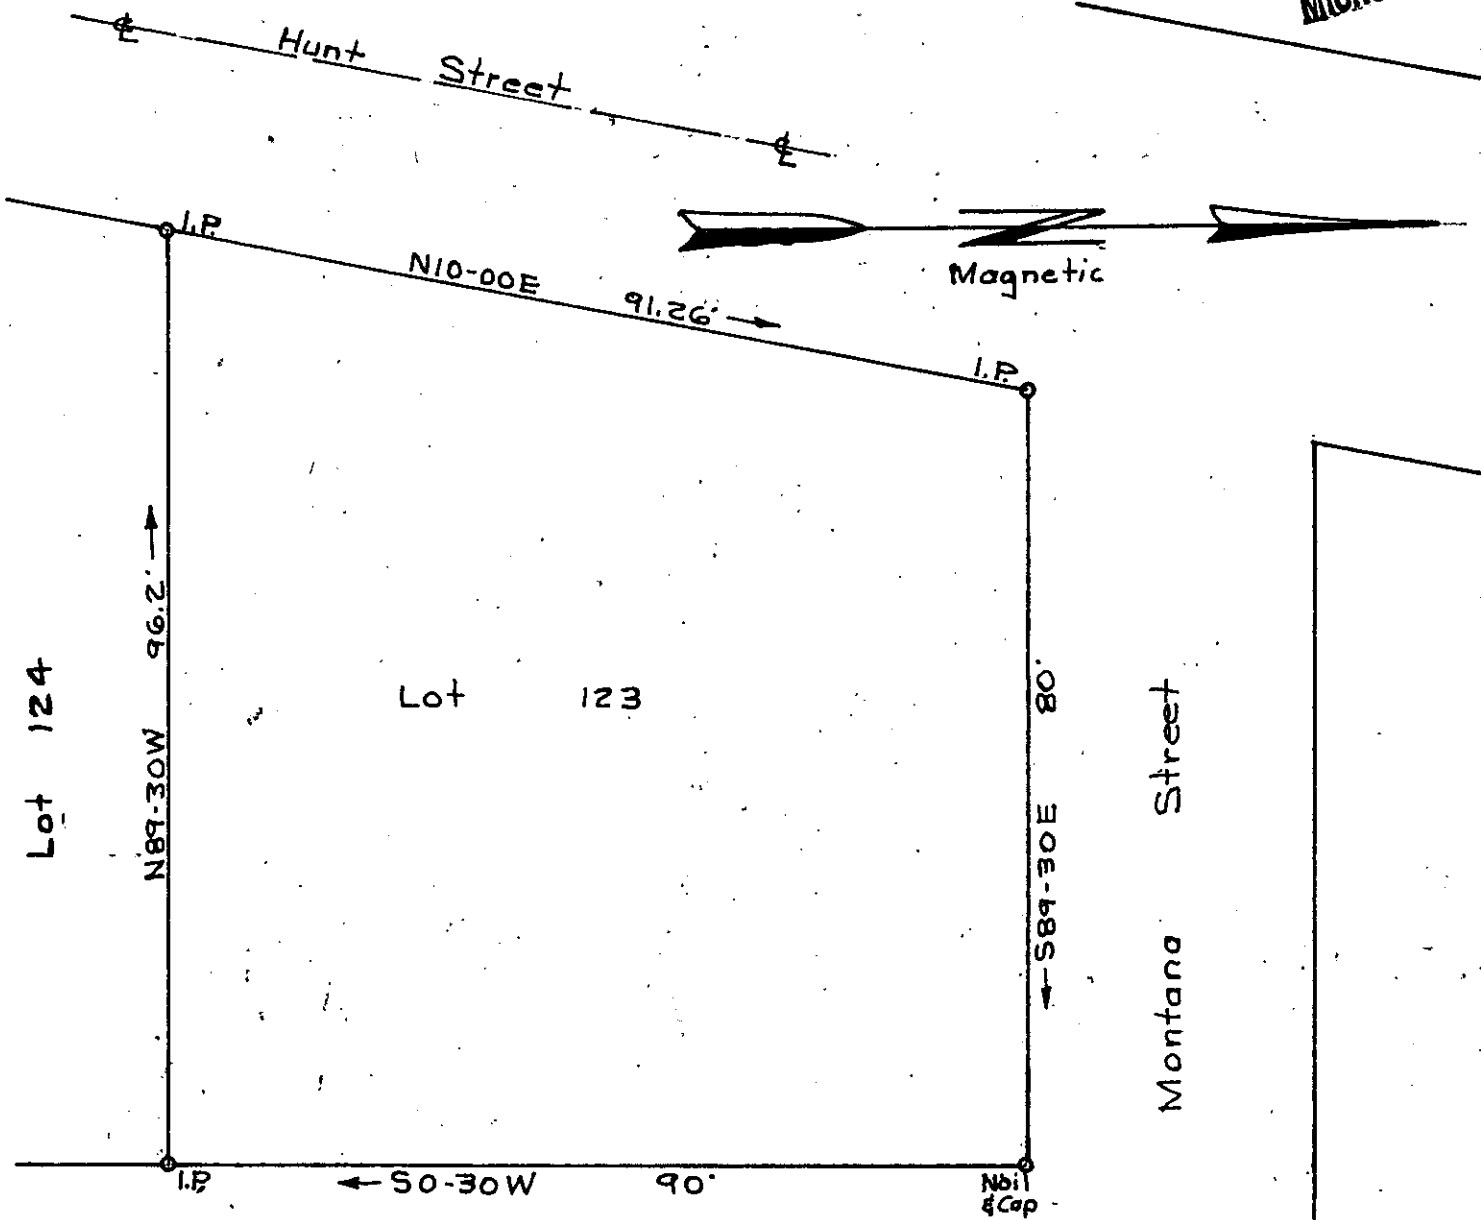 ℄
Hunt Street
℄
I.P.
N
Magnetic
N10-00E 91.26'
I.P.
N89-30W 96.2'
Lot 124
Lot 123
80'
S89-30E
Montana Street
I.P.
S0-30W 90'
Nail
& Cap